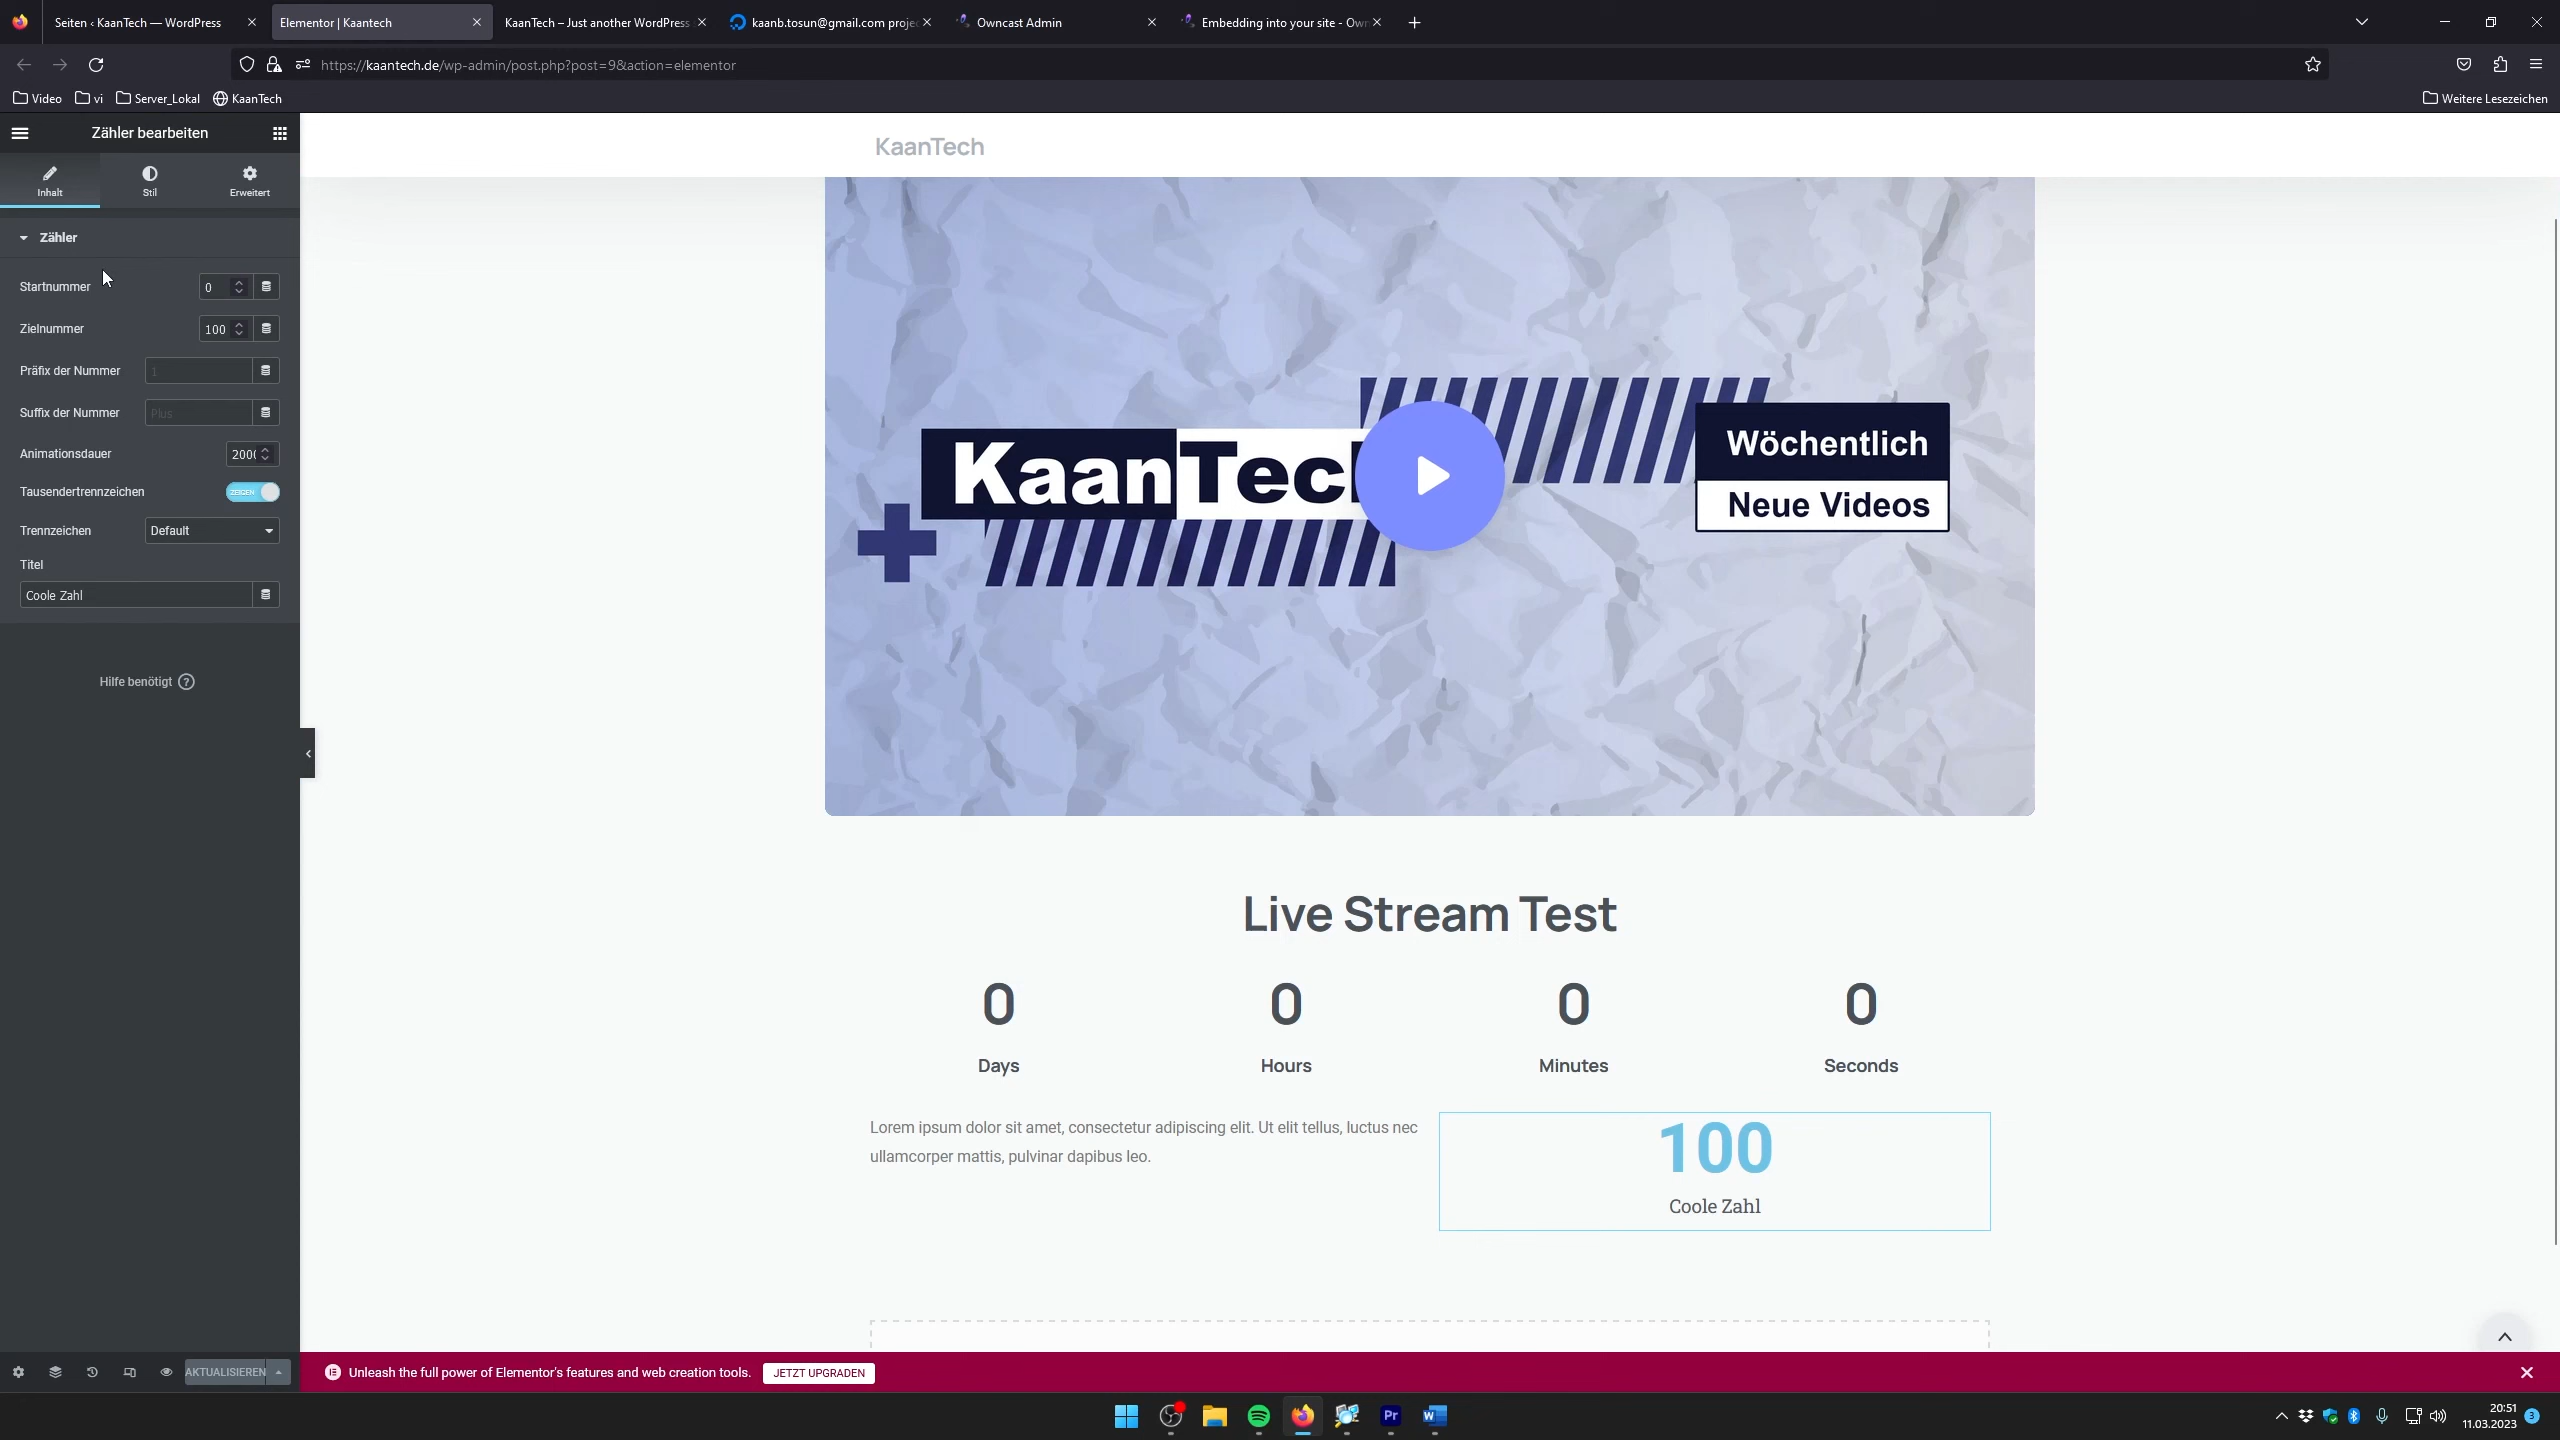 Seiten ‹ KaanTech — WordPress
Elementor | Kaantech
KaanTech – Just another WordPress
kaanb.tosun@gmail.com proje
Owncast Admin
Embedding into your site - Own
https://kaantech.de/wp-admin/post.php?post=9&action=elementor
Video
vi
Server_Lokal
KaanTech
Weitere Lesezeichen
Zähler bearbeiten
Inhalt
Stil
Erweitert
Zähler
Startnummer
0
Zielnummer
100
Präfix der Nummer
1
Suffix der Nummer
Plus
Animationsdauer
2000
Tausendertrennzeichen
ZEIGEN
Trennzeichen
Default
Titel
Coole Zahl
Hilfe benötigt
AKTUALISIEREN
KaanTech
KaanTech
Wöchentlich
Neue Videos
Live Stream Test
0 0 0 0
Days Hours Minutes Seconds
Lorem ipsum dolor sit amet, consectetur adipiscing elit. Ut elit tellus, luctus nec
ullamcorper mattis, pulvinar dapibus leo.
100
Coole Zahl
Unleash the full power of Elementor's features and web creation tools.
JETZT UPGRADEN
Pr
W
20:51
11.03.2023
3